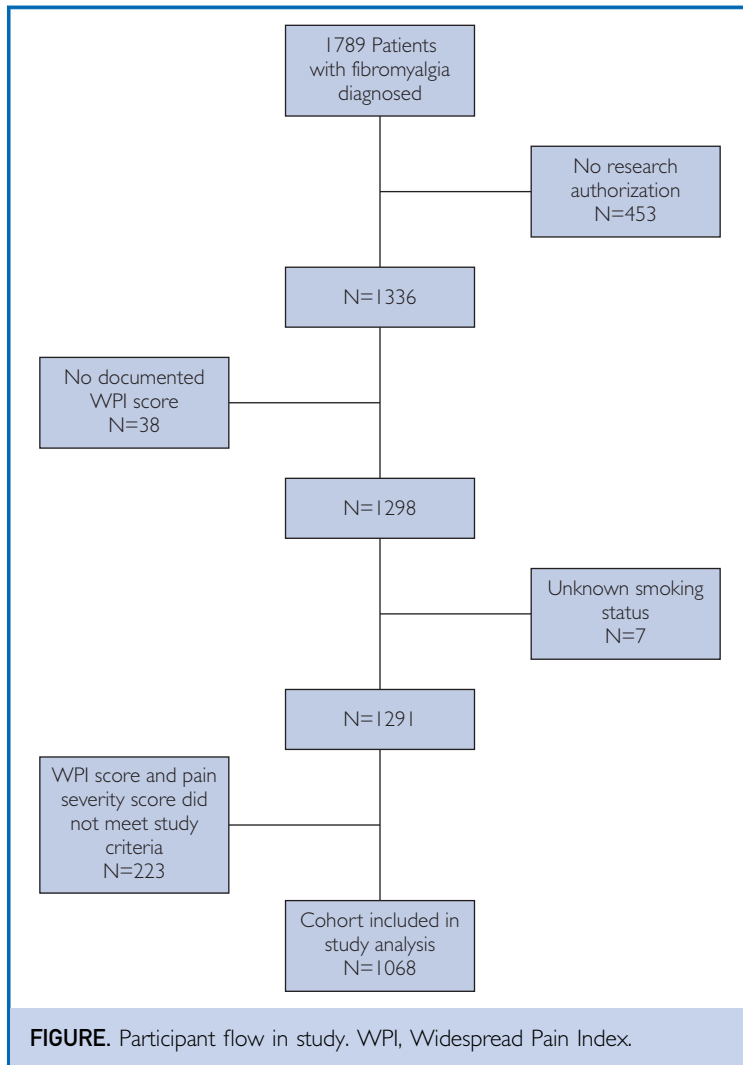 1789 Patients
with fibromyalgia
diagnosed
No research
authorization
N=453
N=1336
No documented
WPI score
N=38
N=1298
Unknown smoking
status
N=7
N=1291
WPI score and pain
severity score did
not meet study
criteria
N=223
Cohort included in
study analysis
N=1068
FIGURE. Participant flow in study. WPI, Widespread Pain Index.